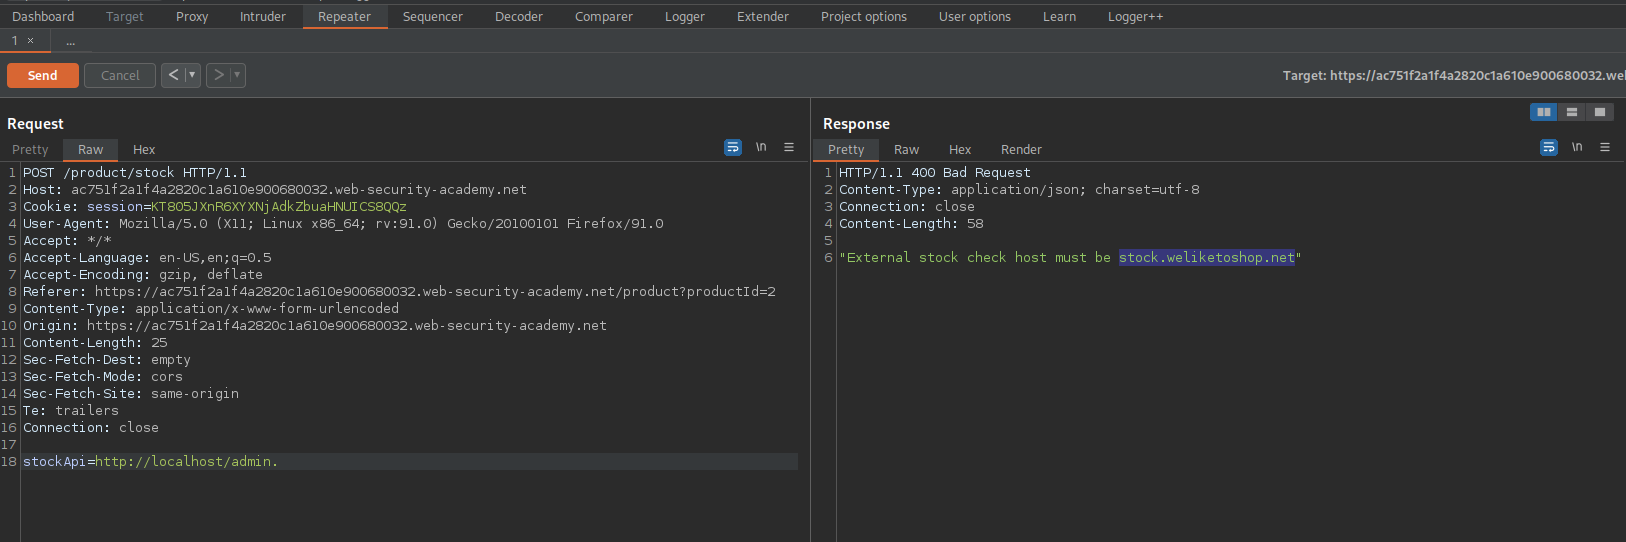 Dashboard Target Proxy Intruder Repeater Sequencer Decoder Comparer Logger Extender Project options User options Learn Logger++
1 × ...
Send Cancel < > Target: https://ac751f2a1f4a2820c1a610e900680032.we
Request
Pretty Raw Hex \n
1 POST /product/stock HTTP/1.1
2 Host: ac751f2a1f4a2820c1a610e900680032.web-security-academy.net
3 Cookie: session=KT805JXnR6XYXNjAdkZbuaHNUICS8QQz
4 User-Agent: Mozilla/5.0 (X11; Linux x86_64; rv:91.0) Gecko/20100101 Firefox/91.0
5 Accept: */*
6 Accept-Language: en-US,en;q=0.5
7 Accept-Encoding: gzip, deflate
8 Referer: https://ac751f2a1f4a2820c1a610e900680032.web-security-academy.net/product?productId=2
9 Content-Type: application/x-www-form-urlencoded
10 Origin: https://ac751f2a1f4a2820c1a610e900680032.web-security-academy.net
11 Content-Length: 25
12 Sec-Fetch-Dest: empty
13 Sec-Fetch-Mode: cors
14 Sec-Fetch-Site: same-origin
15 Te: trailers
16 Connection: close
17
18 stockApi=http://localhost/admin.
Response
Pretty Raw Hex Render \n
1 HTTP/1.1 400 Bad Request
2 Content-Type: application/json; charset=utf-8
3 Connection: close
4 Content-Length: 58
5
6 "External stock check host must be stock.weliketoshop.net"